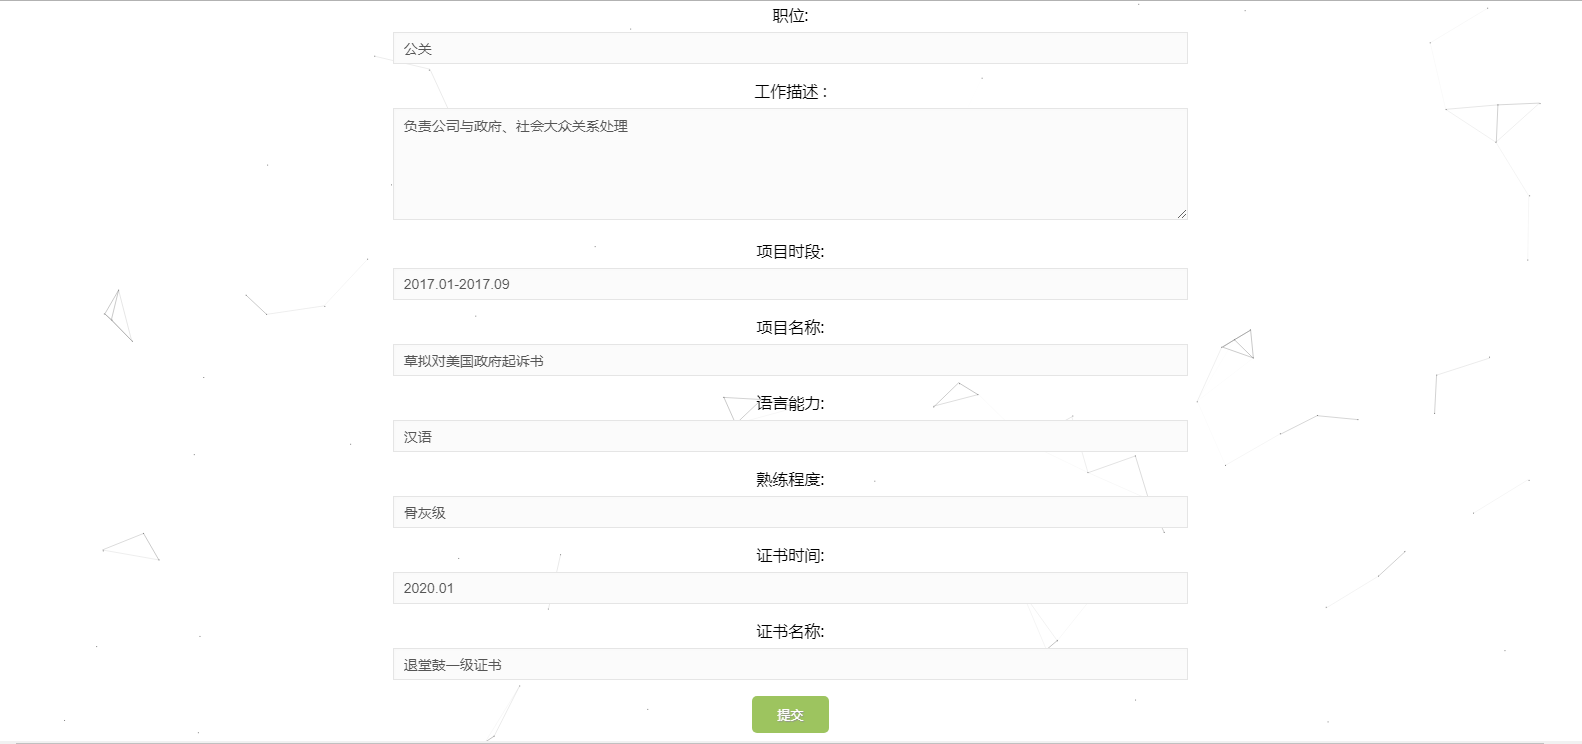 职位:
公关
工作描述 :
负责公司与政府、社会大众关系处理
项目时段:
2017.01-2017.09
项目名称:
草拟对美国政府起诉书
语言能力:
汉语
熟练程度:
骨灰级
证书时间:
2020.01
证书名称:
退堂鼓一级证书
提交